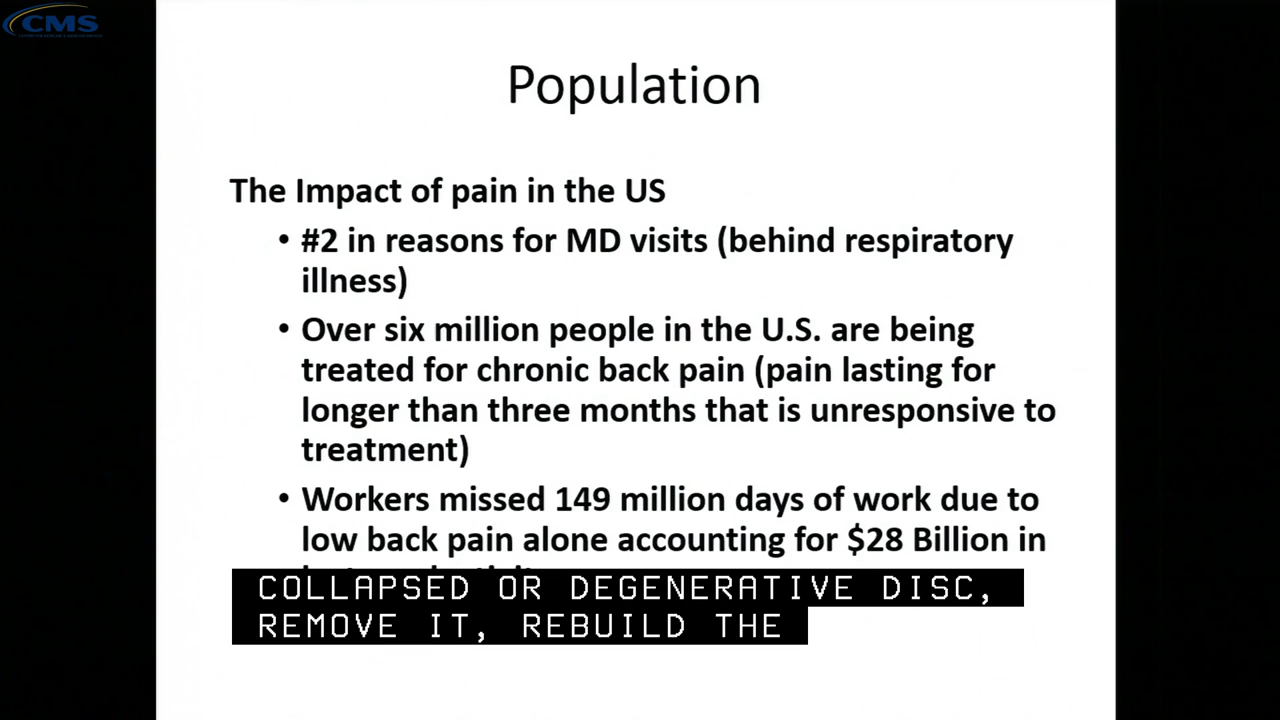 CMS
Population
The Impact of pain in the US
• #2 in reasons for MD visits (behind respiratory
illness)
• Over six million people in the U.S. are being
treated for chronic back pain (pain lasting for
longer than three months that is unresponsive to
treatment)
• Workers missed 149 million days of work due to
low back pain alone accounting for $28 Billion in
COLLAPSED OR DEGENERATIVE DISC,
REMOVE IT, REBUILD THE